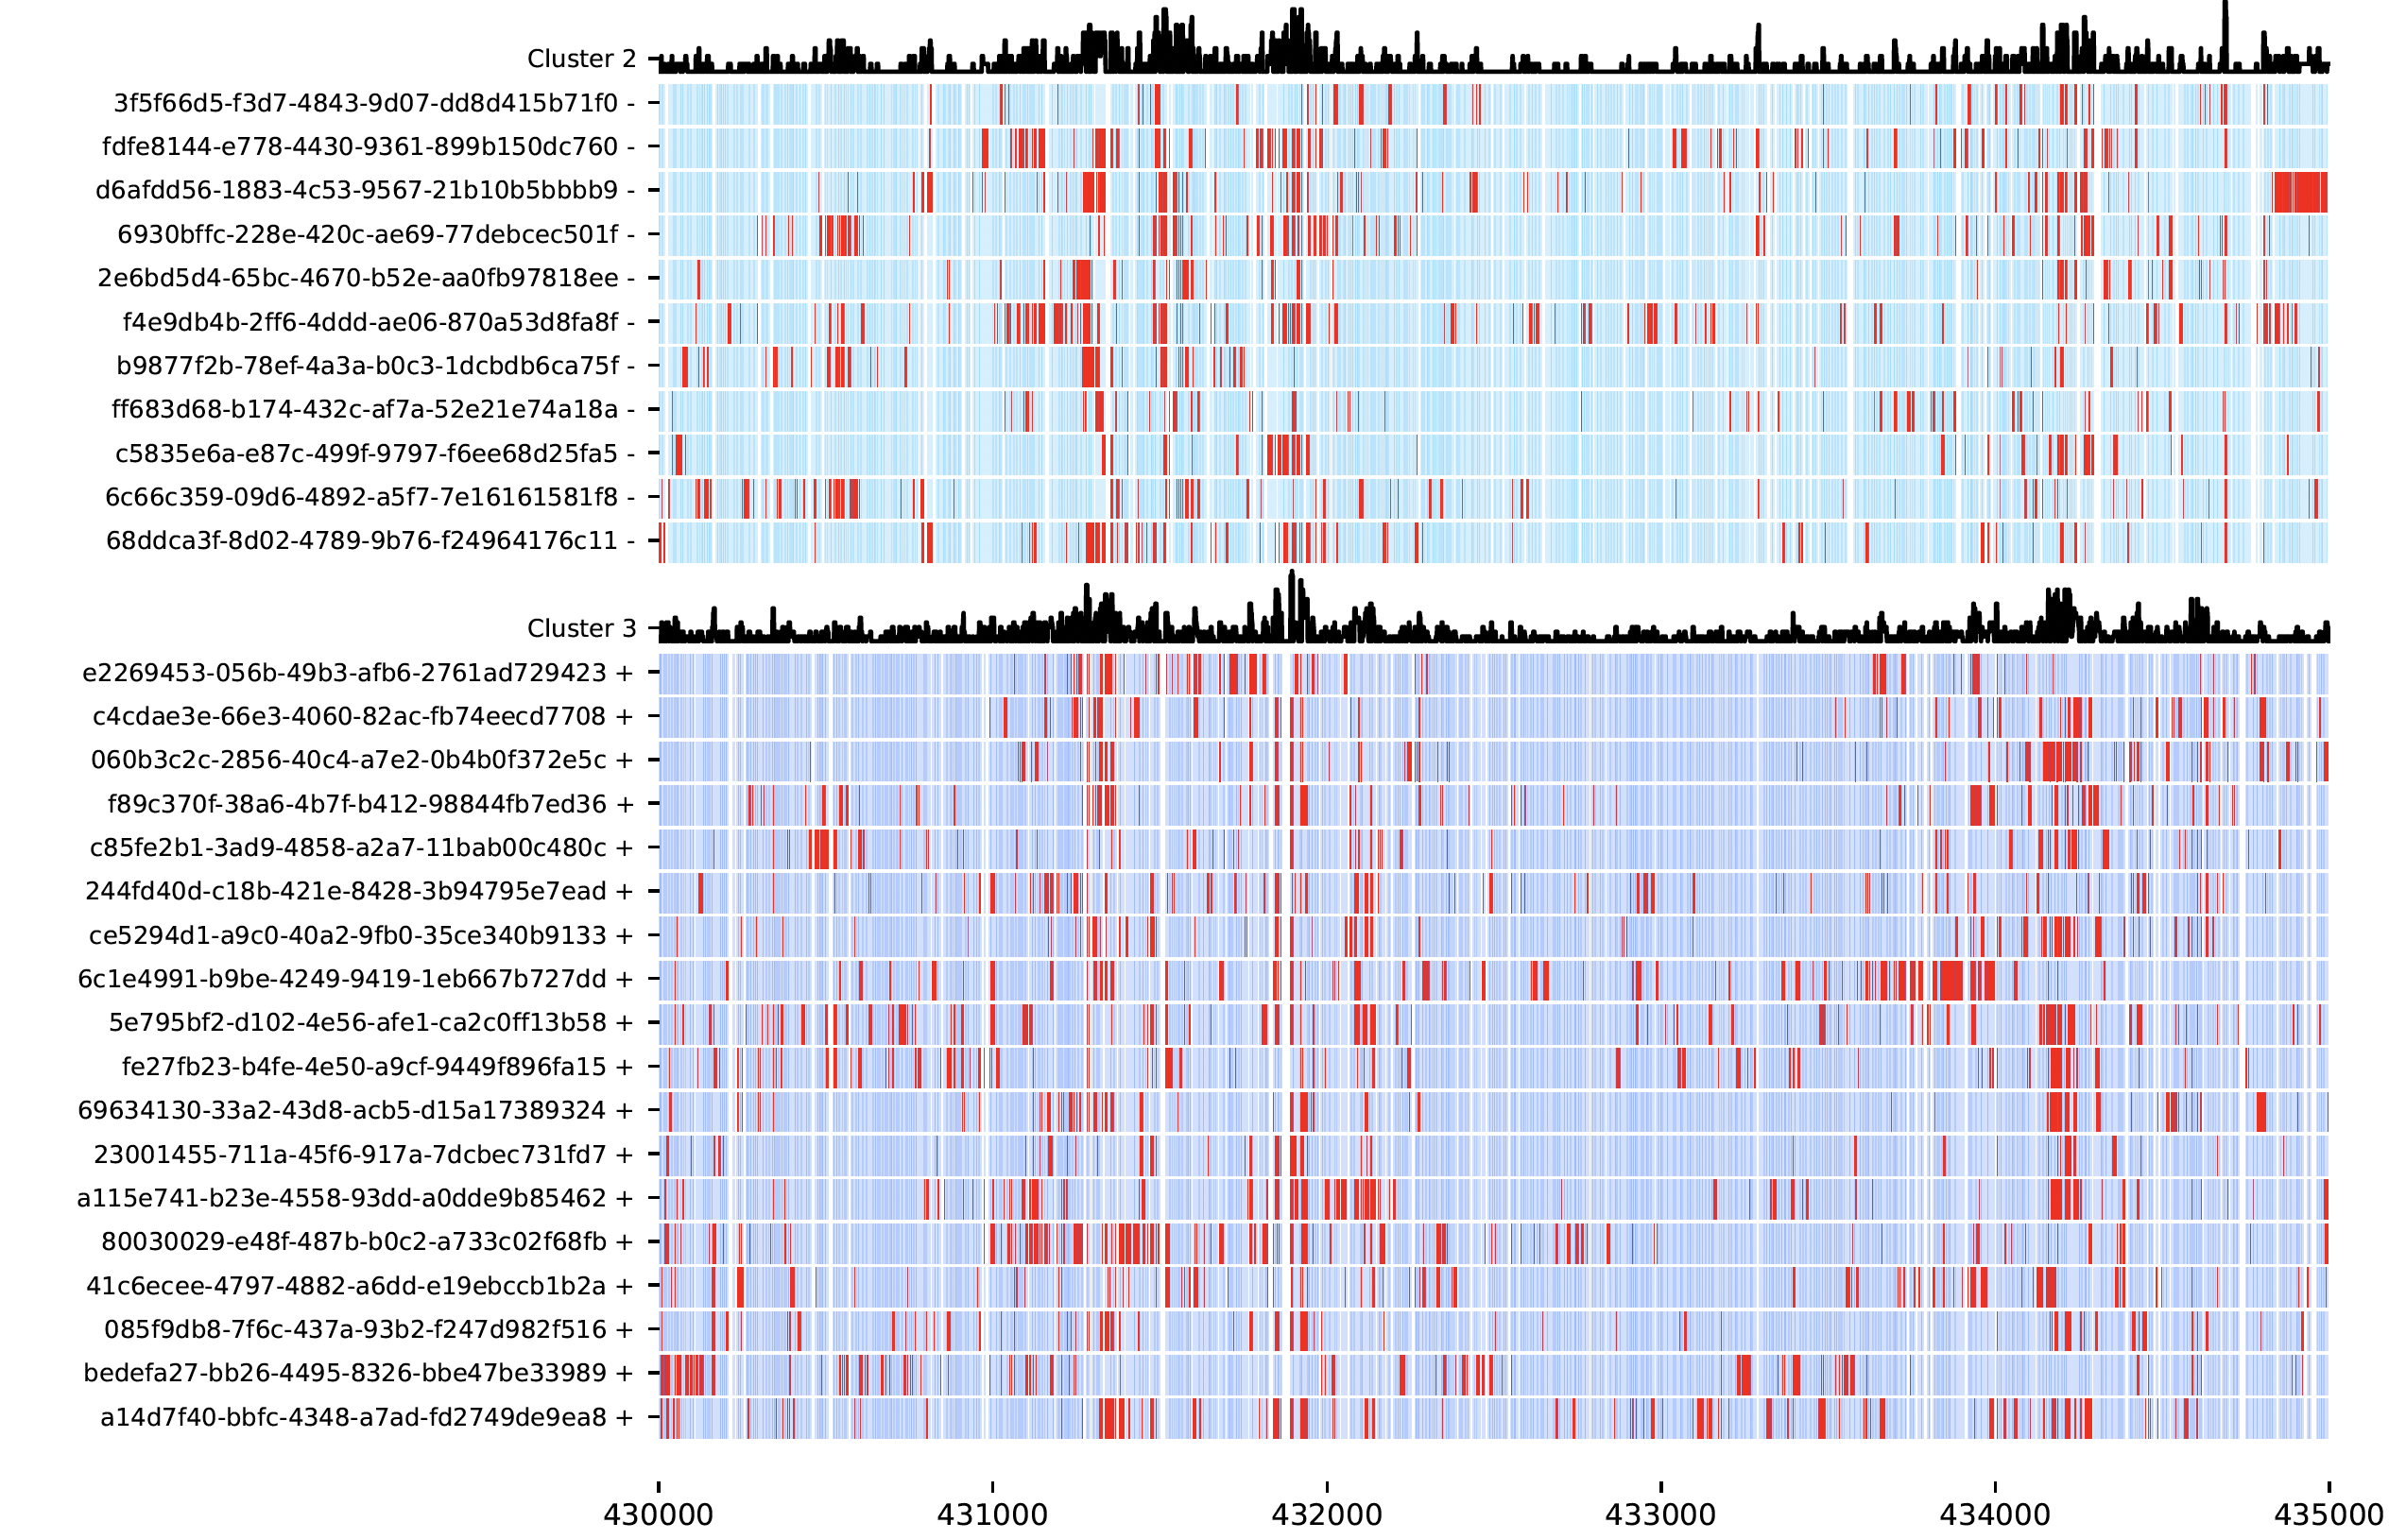 Cluster 2
3f5f66d5-f3d7-4843-9d07-dd8d415b71f0 -
fdfe8144-e778-4430-9361-899b150dc760 -
d6afdd56-1883-4c53-9567-21b10b5bbbb9 -
6930bffc-228e-420c-ae69-77debcec501f -
2e6bd5d4-65bc-4670-b52e-aa0fb97818ee -
f4e9db4b-2ff6-4ddd-ae06-870a53d8fa8f -
b9877f2b-78ef-4a3a-b0c3-1dcbdb6ca75f -
ff683d68-b174-432c-af7a-52e21e74a18a -
c5835e6a-e87c-499f-9797-f6ee68d25fa5 -
6c66c359-09d6-4892-a5f7-7e16161581f8 -
68ddca3f-8d02-4789-9b76-f24964176c11 -
Cluster 3
e2269453-056b-49b3-afb6-2761ad729423 +
c4cdae3e-66e3-4060-82ac-fb74eecd7708 +
060b3c2c-2856-40c4-a7e2-0b4b0f372e5c +
f89c370f-38a6-4b7f-b412-98844fb7ed36 +
c85fe2b1-3ad9-4858-a2a7-11bab00c480c +
244fd40d-c18b-421e-8428-3b94795e7ead +
ce5294d1-a9c0-40a2-9fb0-35ce340b9133 +
6c1e4991-b9be-4249-9419-1eb667b727dd +
5e795bf2-d102-4e56-afe1-ca2c0ff13b58 +
fe27fb23-b4fe-4e50-a9cf-9449f896fa15 +
69634130-33a2-43d8-acb5-d15a17389324 +
23001455-711a-45f6-917a-7dcbec731fd7 +
a115e741-b23e-4558-93dd-a0dde9b85462 +
80030029-e48f-487b-b0c2-a733c02f68fb +
41c6ecee-4797-4882-a6dd-e19ebccb1b2a +
085f9db8-7f6c-437a-93b2-f247d982f516 +
bedefa27-bb26-4495-8326-bbe47be33989 +
a14d7f40-bbfc-4348-a7ad-fd2749de9ea8 +
430000 431000 432000 433000 434000 435000